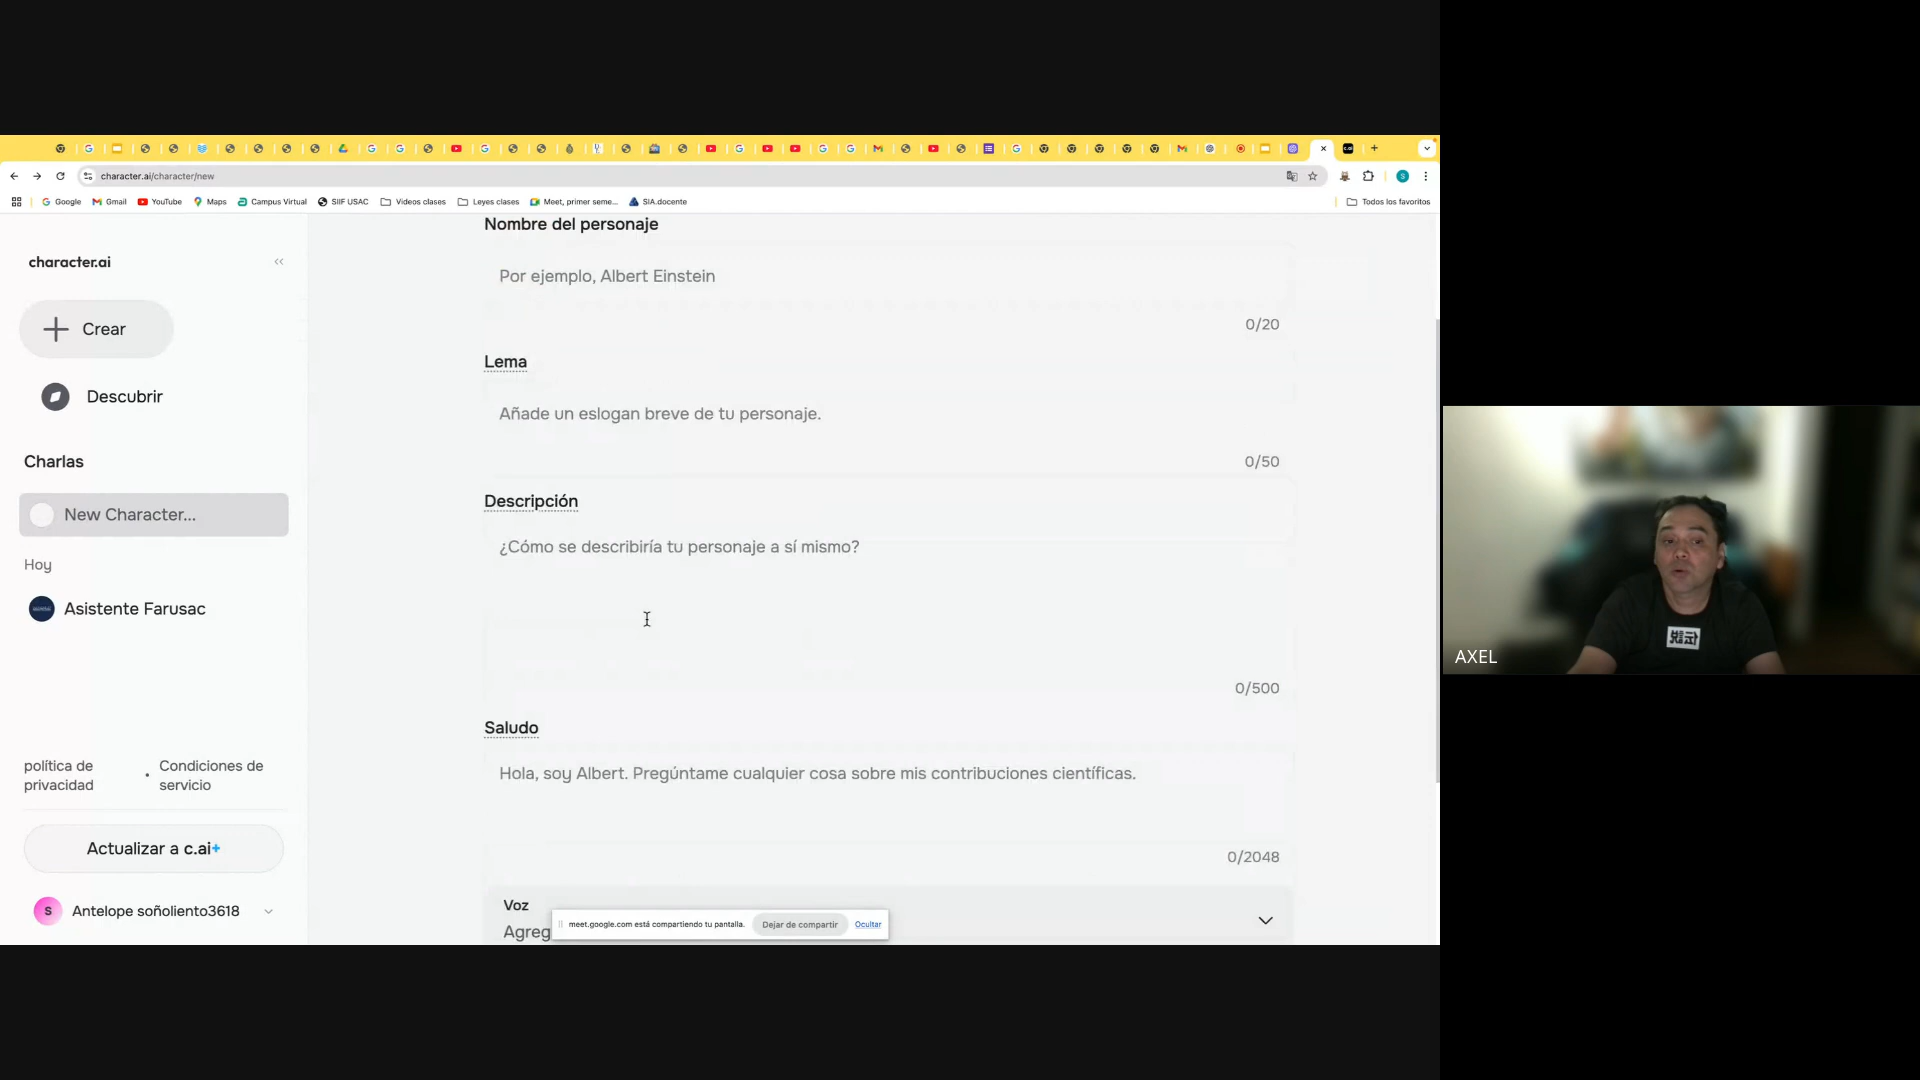 character.ai/character/new
Google
Gmail
YouTube
Maps
Campus Virtual
SIIF USAC
Videos clases
Leyes clases
Meet, primer seme...
SIA.docente
Todos los favoritos
character.ai
Crear
Descubrir
Charlas
New Character...
Hoy
Asistente Farusac
política de privacidad
•
Condiciones de servicio
Actualizar a c.ai+
S
Antelope soñoliento3618
Nombre del personaje
Por ejemplo, Albert Einstein
0/20
Lema
Añade un eslogan breve de tu personaje.
0/50
Descripción
¿Cómo se describiría tu personaje a sí mismo?
0/500
Saludo
Hola, soy Albert. Pregúntame cualquier cosa sobre mis contribuciones científicas.
0/2048
Voz
Agreg
meet.google.com está compartiendo tu pantalla.
Dejar de compartir
Ocultar
AXEL